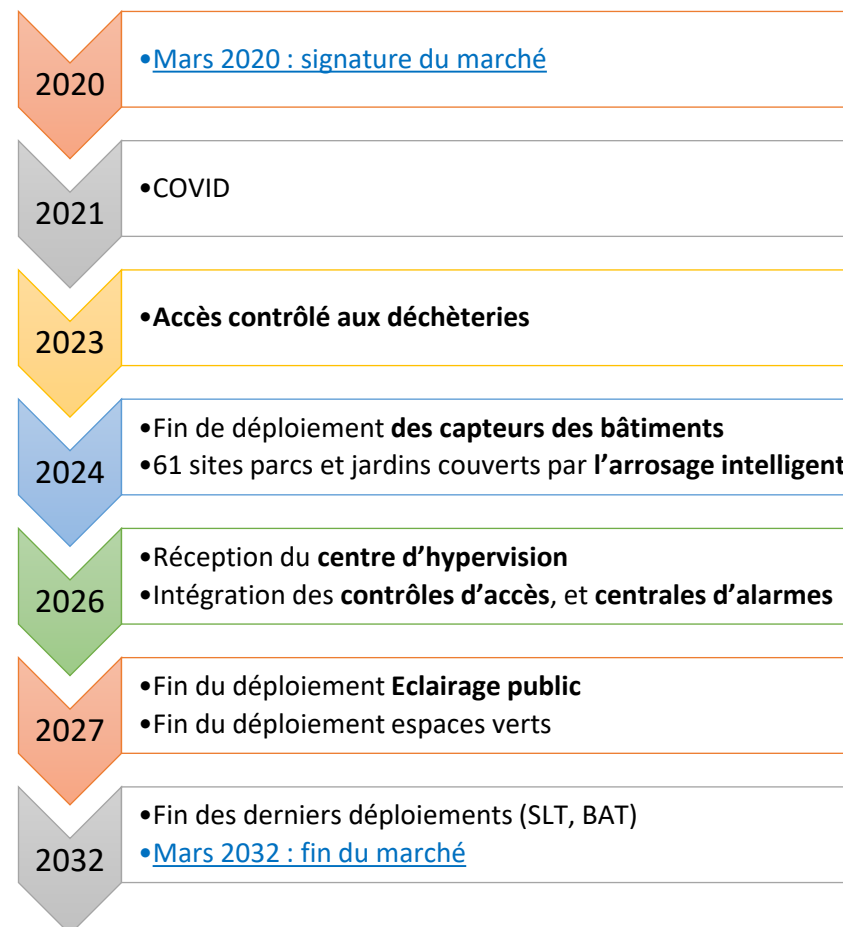 2020
•Mars 2020 : signature du marché
2021
•COVID
2023
•Accès contrôlé aux déchèteries
2024
•Fin de déploiement des capteurs des bâtiments
•61 sites parcs et jardins couverts par l’arrosage intelligent
2026
•Réception du centre d’hypervision
•Intégration des contrôles d’accès, et centrales d’alarmes
2027
•Fin du déploiement Eclairage public
•Fin du déploiement espaces verts
2032
•Fin des derniers déploiements (SLT, BAT)
•Mars 2032 : fin du marché